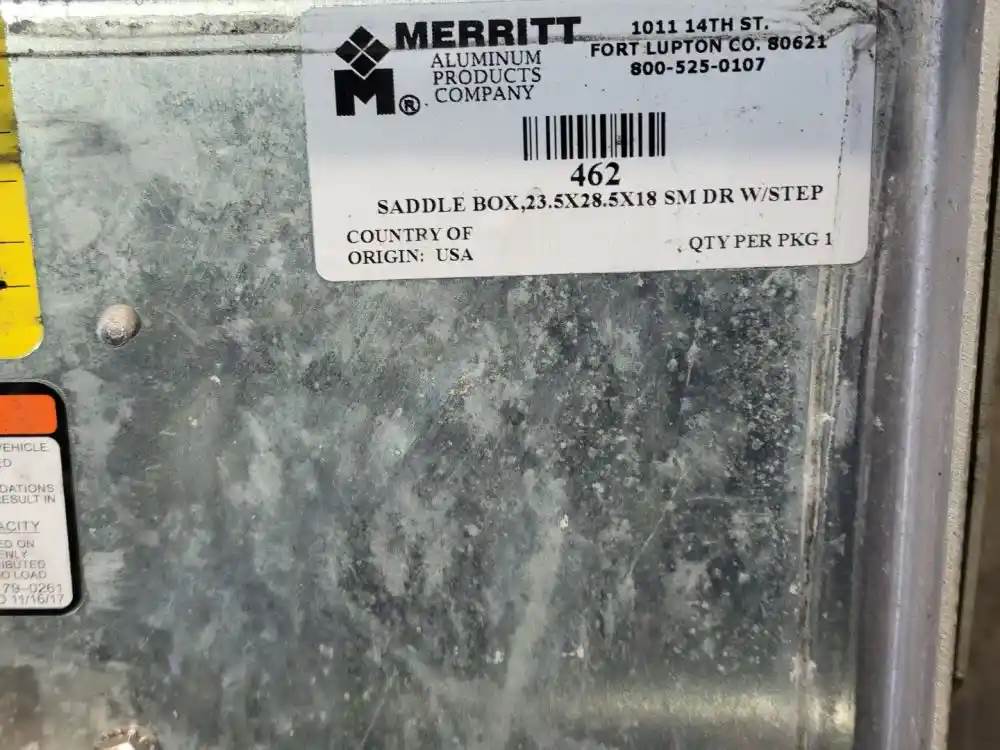 MERRITT
ALUMINUM
PRODUCTS
COMPANY
®
1011 14TH ST.
FORT LUPTON CO. 80621
800-525-0107
462
SADDLE BOX,23.5X28.5X18 SM DR W/STEP
COUNTRY OF
ORIGIN: USA
QTY PER PKG 1
VEHICLE
ED
DATIONS
RESULT IN
ACITY
ED ON
ENLY
IBUTED
D LOAD
79-0261
11/16/17